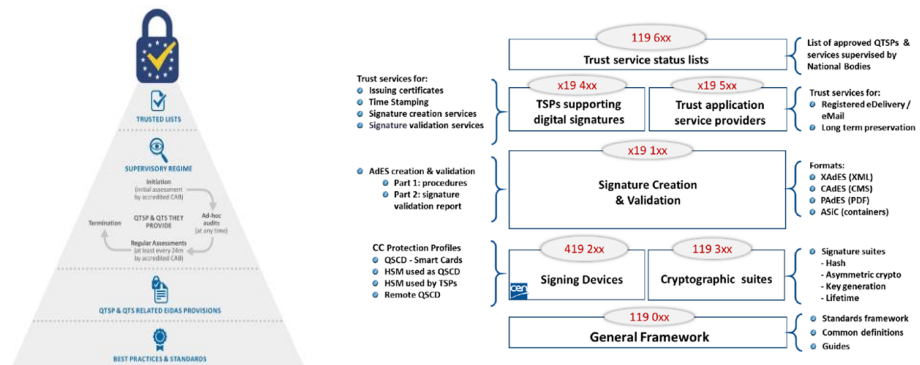 TRUSTED LISTS
SUPERVISORY REGIME
Initiation
(initial assessment
by accredited CAB)
Termination
QTSP & QTS THEY
PROVIDE
Ad-hoc
audits
(at any time)
Regular Assessments
(at least every 24m
by accredited CAB)
QTSP & QTS RELATED EIDAS PROVISIONS
BEST PRACTICES & STANDARDS
119 6xx
Trust service status lists
List of approved QTSPs &
services supervised by
National Bodies
Trust services for:
Issuing certificates
Time Stamping
Signature creation services
Signature validation services
x19 4xx
TSPs supporting
digital signatures
x19 5xx
Trust application
service providers
Trust services for:
Registered eDelivery /
eMail
Long term preservation
AdES creation & validation
Part 1: procedures
Part 2: signature
validation report
x19 1xx
Signature Creation
& Validation
Formats:
XAdES (XML)
CAdES (CMS)
PAdES (PDF)
ASiC (containers)
CC Protection Profiles
QSCD - Smart Cards
HSM used as QSCD
HSM used by TSPs
Remote QSCD
419 2xx
Signing Devices
cen
119 3xx
Cryptographic suites
Signature suites
- Hash
- Asymmetric crypto
- Key generation
- Lifetime
119 0xx
General Framework
Standards framework
Common definitions
Guides